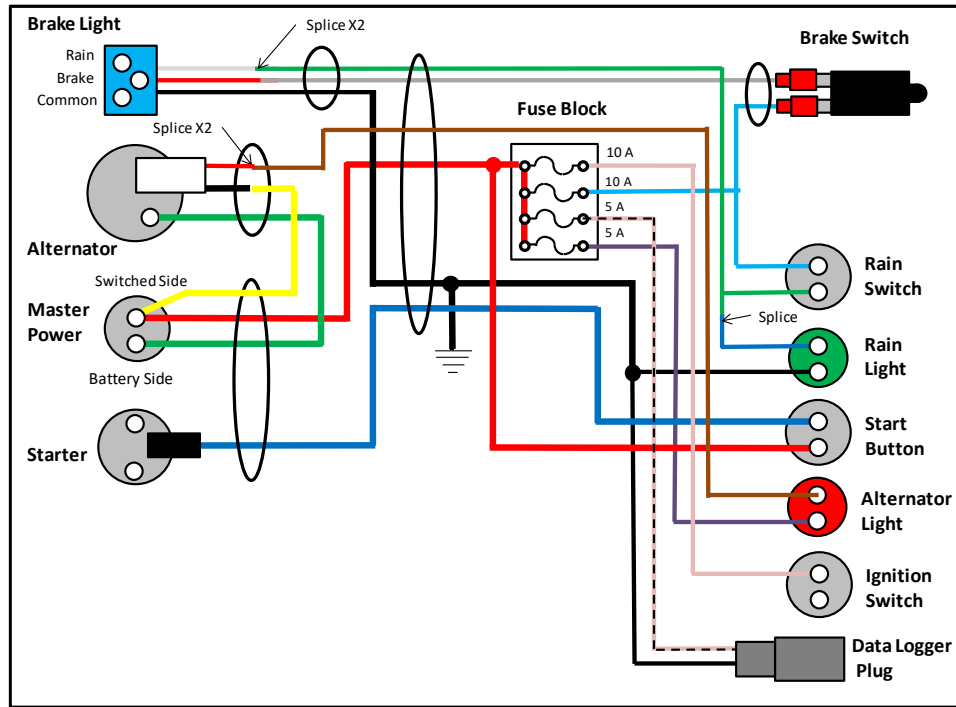 Brake Light
Rain
Brake
Common
Splice X2
Brake Switch
Fuse Block
Splice X2
10 A
10 A
5 A
5 A
Alternator
Switched Side
Master
Power
Battery Side
Starter
Rain
Switch
Splice
Rain
Light
Start
Button
Alternator
Light
Ignition
Switch
Data Logger
Plug